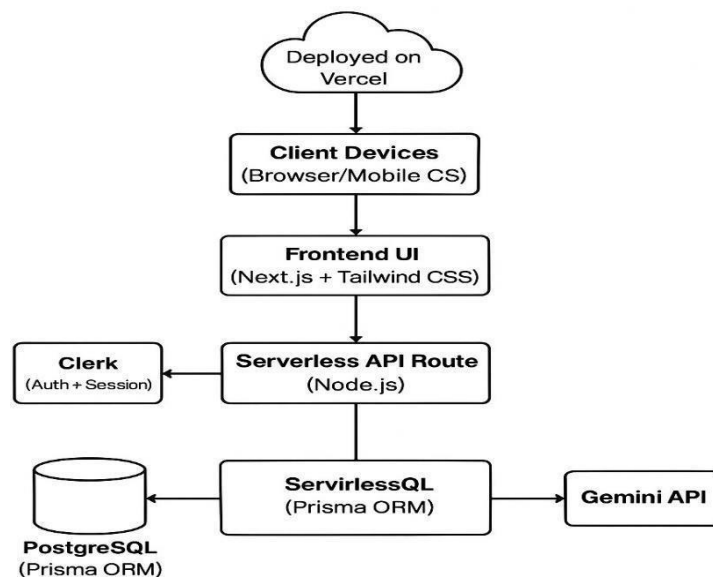 Deployed on
Vercel
Client Devices
(Browser/Mobile CS)
Frontend UI
(Next.js + Tailwind CSS)
Clerk
(Auth + Session)
Serverless API Route
(Node.js)
ServirlessQL
(Prisma ORM)
Gemini API
PostgreSQL
(Prisma ORM)